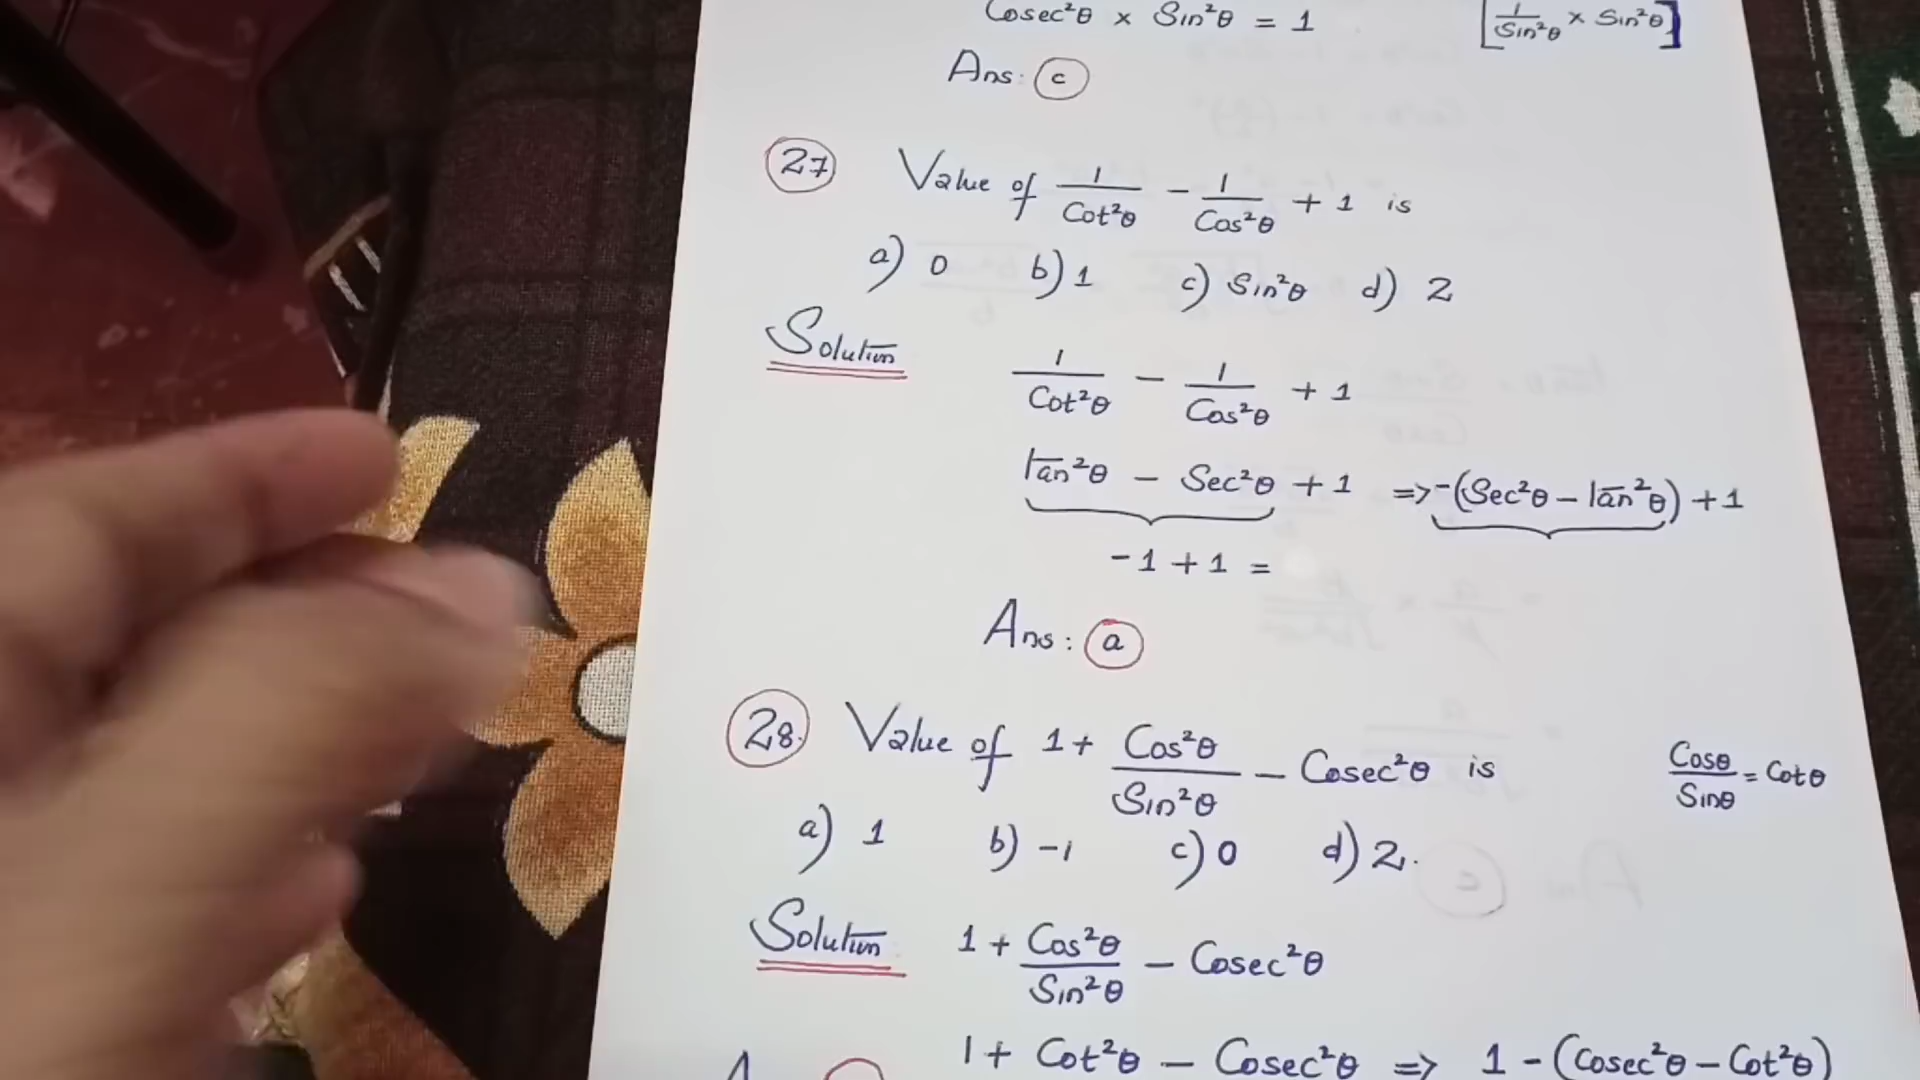 Cosec²θ × Sin²θ = 1 [1/Sin²θ × Sin²θ]
Ans: c
27 Value of 1/Cot²θ - 1/Cos²θ + 1 is
a) 0 b) 1 c) Sin²θ d) 2
Solution
1/Cot²θ - 1/Cos²θ + 1
tan²θ - Sec²θ + 1 => -(Sec²θ - tan²θ) + 1
-1 + 1 =
Ans: a
28. Value of 1 + Cos²θ/Sin²θ - Cosec²θ is Cosθ/Sinθ = Cotθ
a) 1 b) -1 c) 0 d) 2.
Solution 1 + Cos²θ/Sin²θ - Cosec²θ
1 + Cot²θ - Cosec²θ => 1 - (Cosec²θ - Cot²θ)